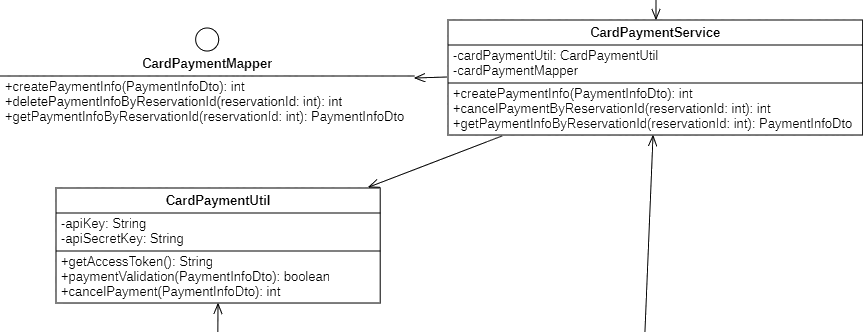 CardPaymentMapper
+createPaymentInfo(PaymentInfoDto): int
+deletePaymentInfoByReservationId(reservationId: int): int
+getPaymentInfoByReservationId(reservationId: int): PaymentInfoDto
CardPaymentService
-cardPaymentUtil: CardPaymentUtil
-cardPaymentMapper
+createPaymentInfo(PaymentInfoDto): int
+cancelPaymentByReservationId(reservationId: int): int
+getPaymentInfoByReservationId(reservationId: int): PaymentInfoDto
CardPaymentUtil
-apiKey: String
-apiSecretKey: String
+getAccessToken(): String
+paymentValidation(PaymentInfoDto): boolean
+cancelPayment(PaymentInfoDto): int